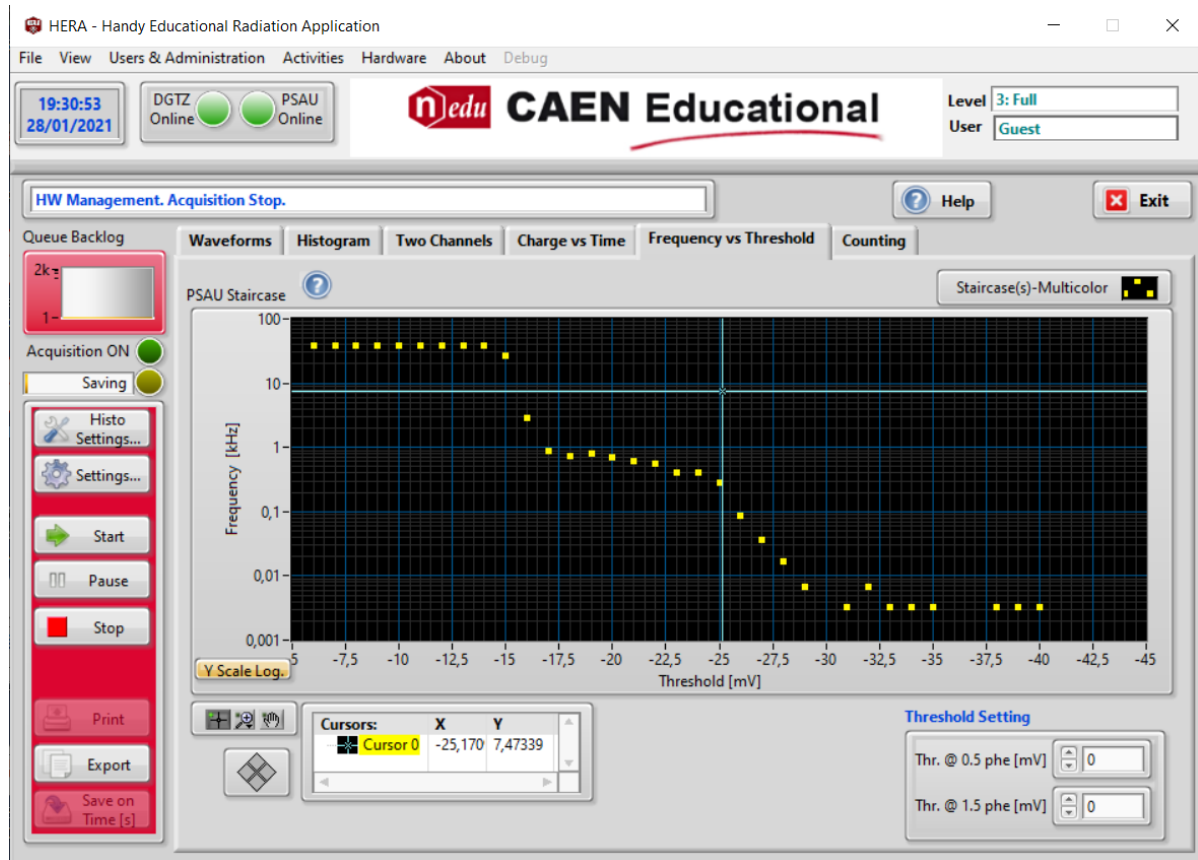 HERA - Handy Educational Radiation Application
File View Users & Administration Activities Hardware About Debug
19:30:53
28/01/2021
DGTZ
Online
PSAU
Online
n edu CAEN Educational
Level 3: Full
User Guest
HW Management. Acquisition Stop.
Help
Exit
Queue Backlog
2k
1
Acquisition ON
Saving
Histo
Settings...
Settings...
Start
Pause
Stop
Print
Export
Save on
Time [s]
Waveforms Histogram Two Channels Charge vs Time Frequency vs Threshold Counting
PSAU Staircase
Staircase(s)-Multicolor
Frequency [kHz]
100
10
1
0,1
0,01
0,001
5 -7,5 -10 -12,5 -15 -17,5 -20 -22,5 -25 -27,5 -30 -32,5 -35 -37,5 -40 -42,5 -45
Threshold [mV]
Y Scale Log.
Cursors: X Y
Cursor 0 -25,170 7,47339
Threshold Setting
Thr. @ 0.5 phe [mV] 0
Thr. @ 1.5 phe [mV] 0